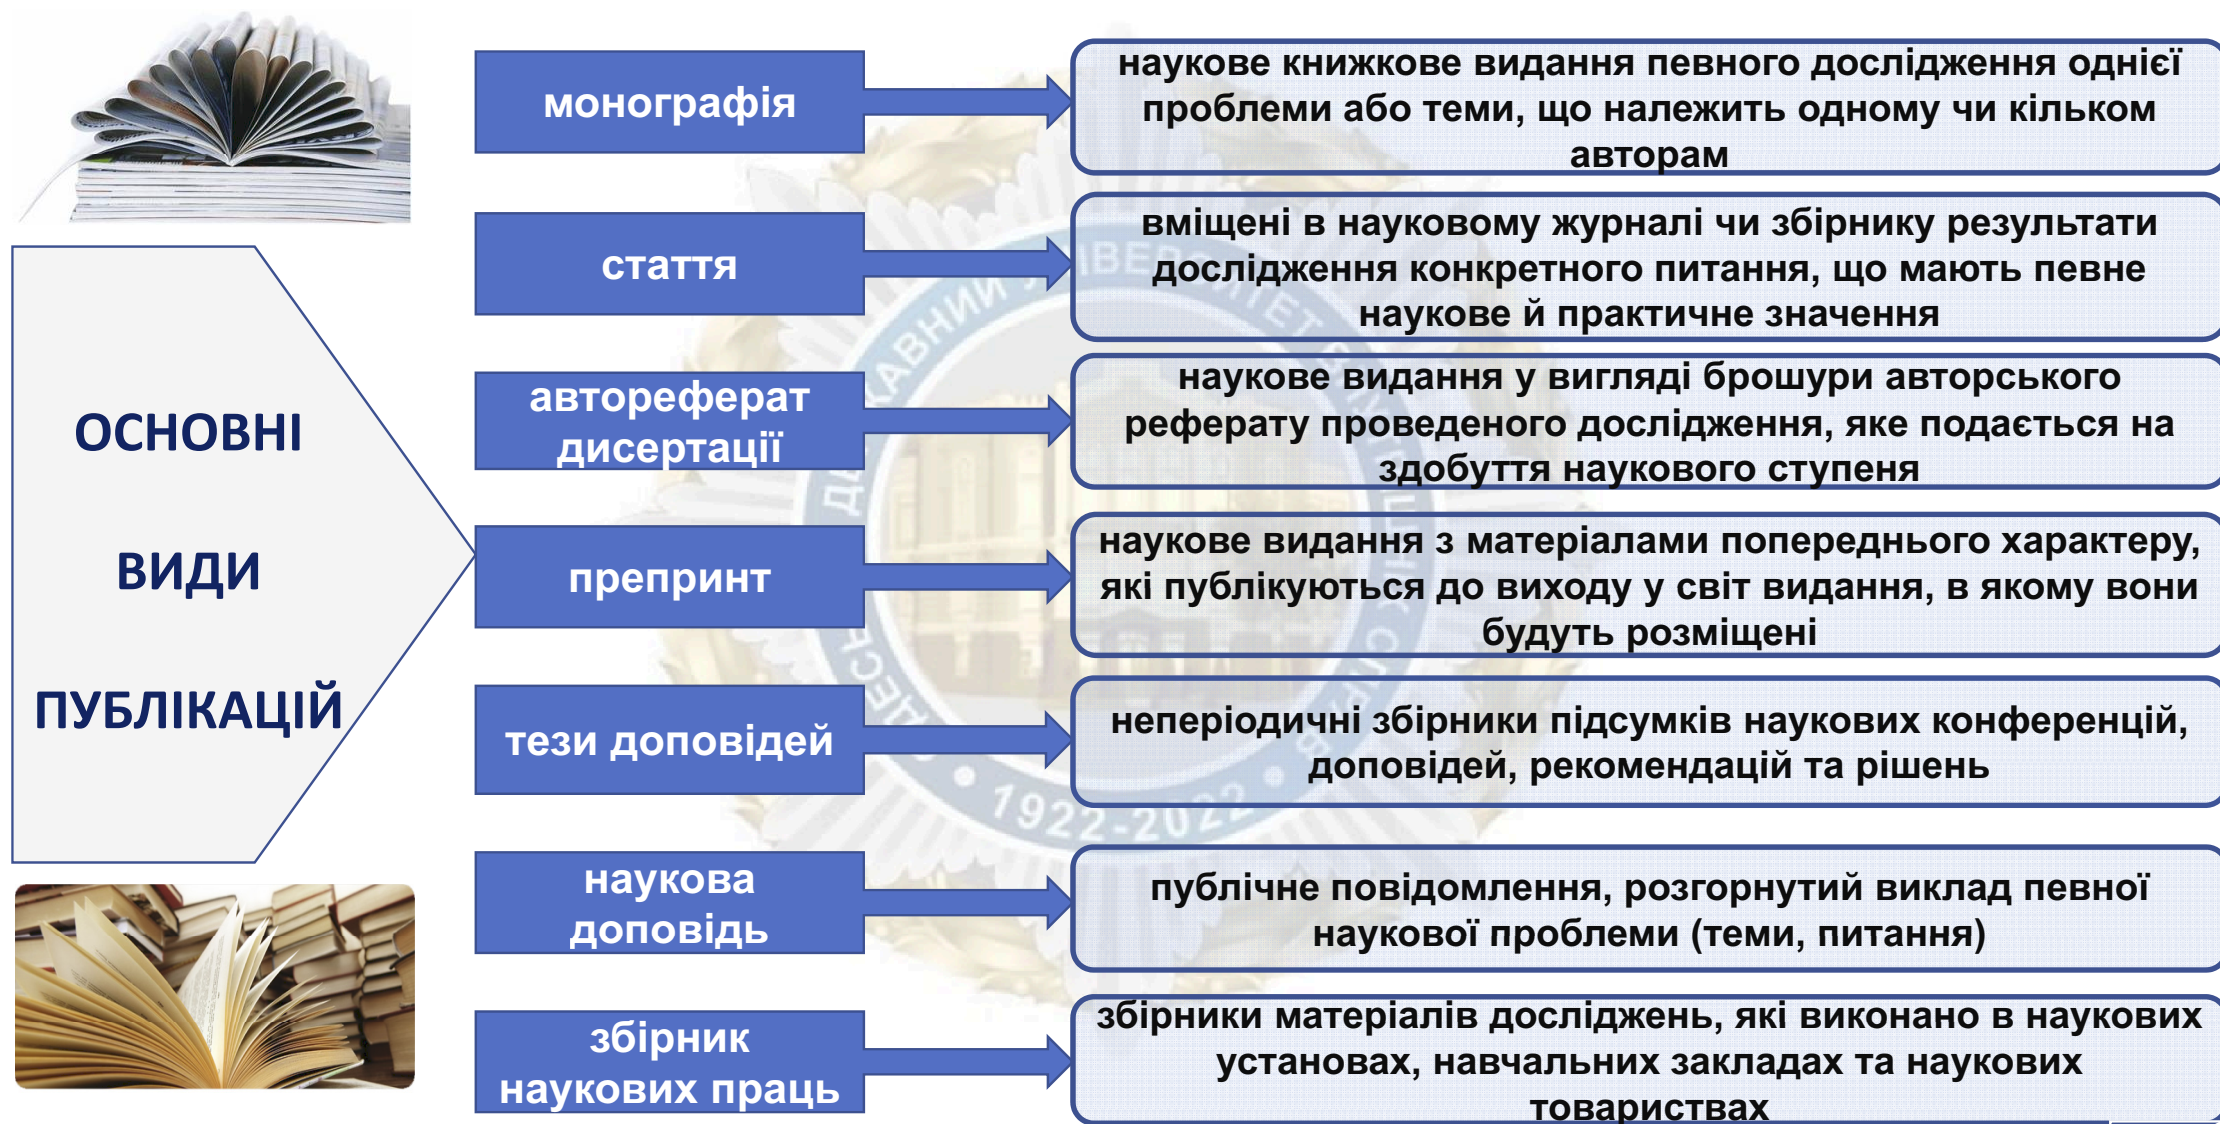 ОСНОВНІ
ВИДИ
ПУБЛІКАЦІЙ
монографія
наукове книжкове видання певного дослідження однієї
проблеми або теми, що належить одному чи кільком
авторам
стаття
вміщені в науковому журналі чи збірнику результати
дослідження конкретного питання, що мають певне
наукове й практичне значення
автореферат
дисертації
наукове видання у вигляді брошури авторського
реферату проведеного дослідження, яке подається на
здобуття наукового ступеня
препринт
наукове видання з матеріалами попереднього характеру,
які публікуються до виходу у світ видання, в якому вони
будуть розміщені
тези доповідей
неперіодичні збірники підсумків наукових конференцій,
доповідей, рекомендацій та рішень
наукова
доповідь
публічне повідомлення, розгорнутий виклад певної
наукової проблеми (теми, питання)
збірник
наукових праць
збірники матеріалів досліджень, які виконано в наукових
установах, навчальних закладах та наукових
товариствах
1922-2022